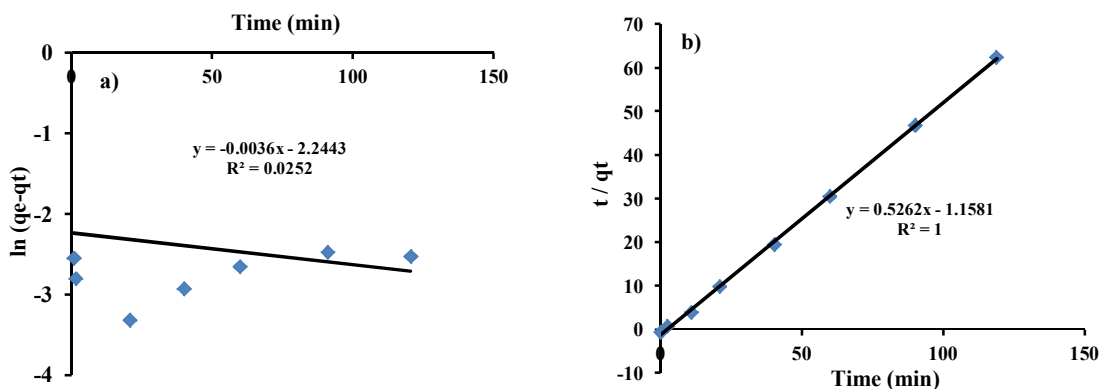 Time (min)
0
50
100
150
0
-1
-2
-3
-4
a)
y = -0.0036x - 2.2443
R² = 0.0252
ln (qe-qt)
b)
70
60
50
40
30
20
10
0
-10
t / qt
y = 0.5262x - 1.1581
R² = 1
0
50
100
150
Time (min)